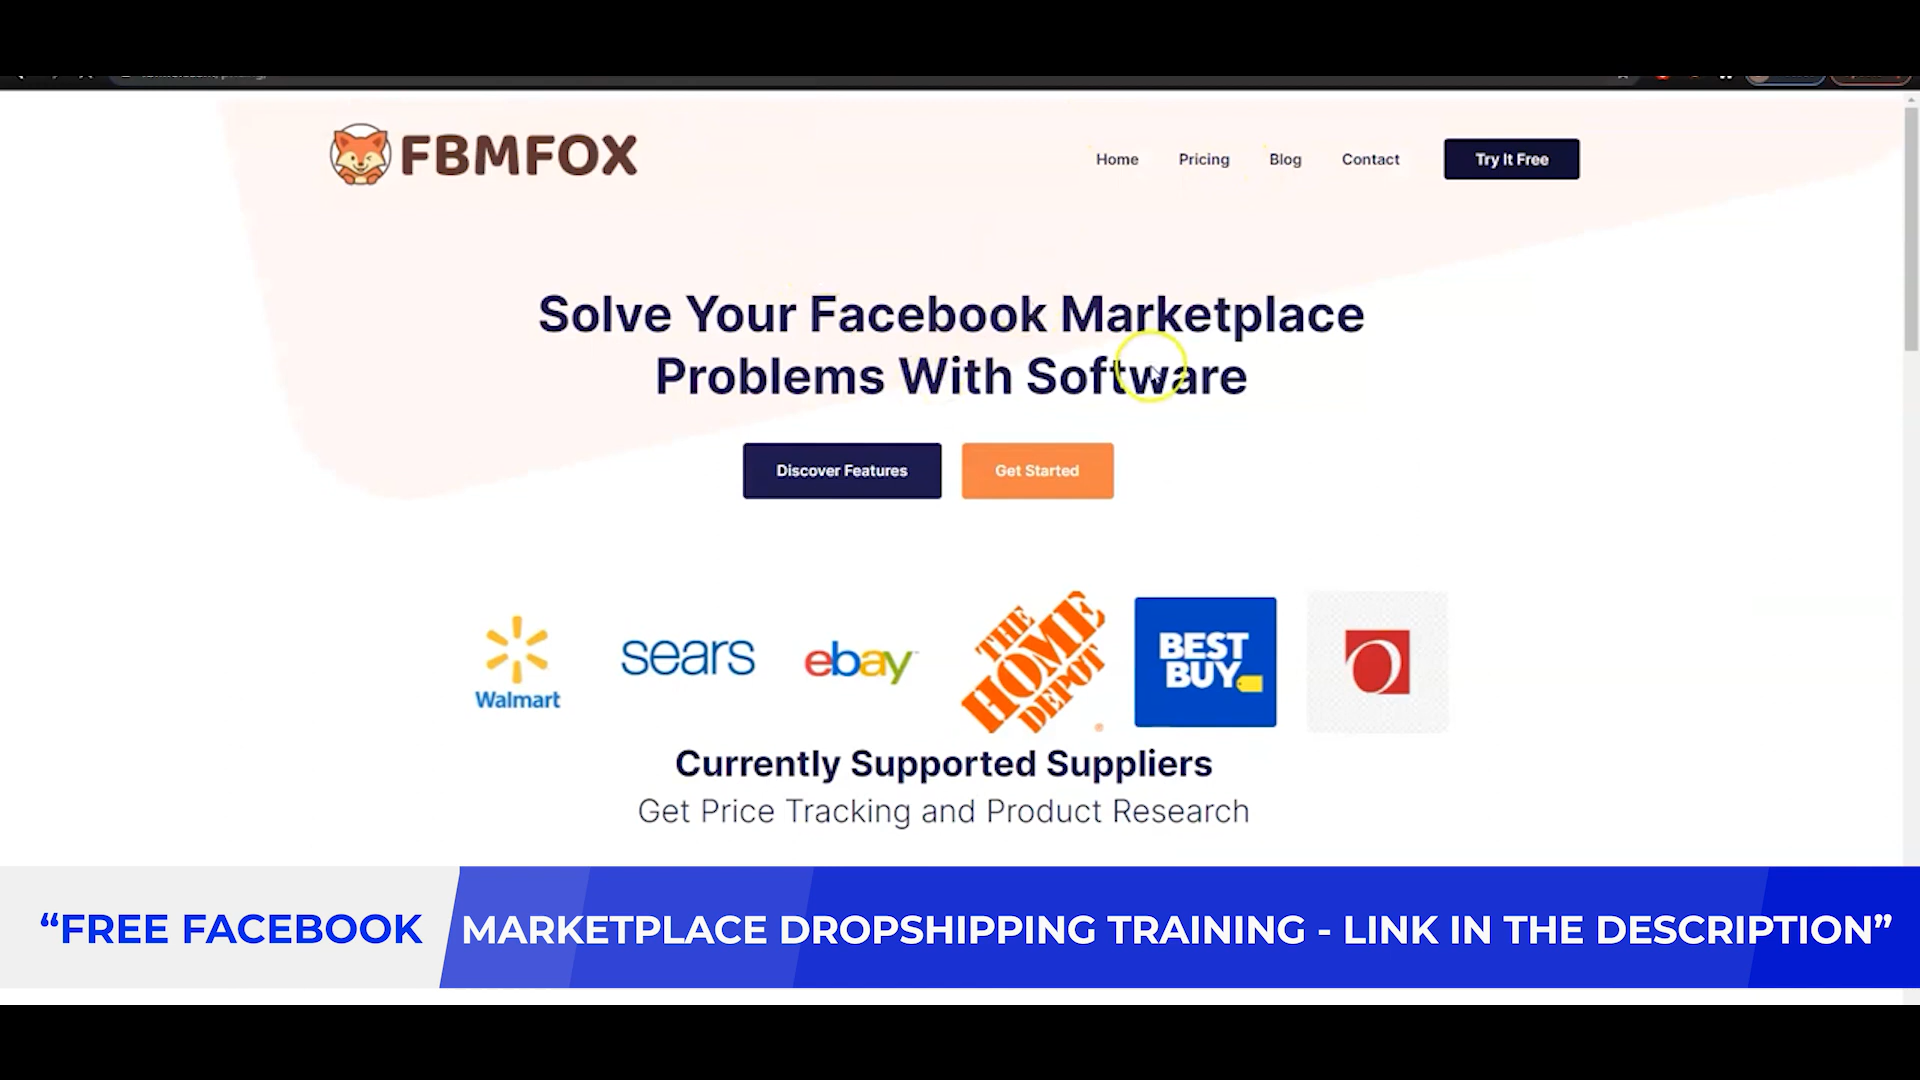 FBMFOX
Home Pricing Blog Contact Try It Free
Solve Your Facebook Marketplace
Problems With Software
Discover Features Get Started
Walmart
sears
ebay
THE
HOME
DEPOT
BEST
BUY
Currently Supported Suppliers
Get Price Tracking and Product Research
“FREE FACEBOOK MARKETPLACE DROPSHIPPING TRAINING - LINK IN THE DESCRIPTION”